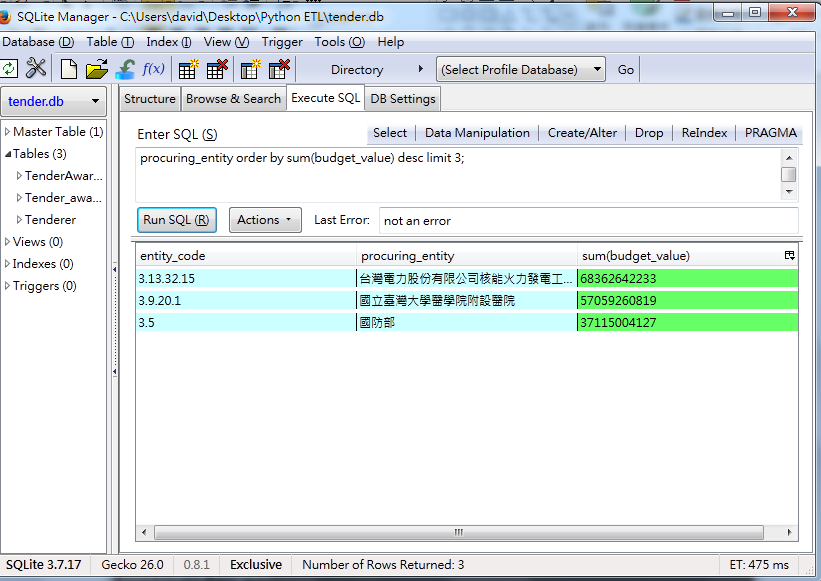 SQLite Manager - C:\Users\david\Desktop\Python ETL\tender.db
Database (D) Table (T) Index (I) View (V) Trigger Tools (O) Help
f(x) Directory (Select Profile Database) Go
tender.db
Structure Browse & Search Execute SQL DB Settings
Master Table (1)
Tables (3)
TenderAwar...
Tender_awa...
Tenderer
Views (0)
Indexes (0)
Triggers (0)
Enter SQL (S) Select Data Manipulation Create/Alter Drop ReIndex PRAGMA
procuring_entity order by sum(budget_value) desc limit 3;
Run SQL (R) Actions Last Error: not an error
entity_code procuring_entity sum(budget_value)
3.13.32.15 台灣電力股份有限公司核能火力發電工... 68362642233
3.9.20.1 國立臺灣大學醫學院附設醫院 57059260819
3.5 國防部 37115004127
SQLite 3.7.17 Gecko 26.0 0.8.1 Exclusive Number of Rows Returned: 3 ET: 475 ms